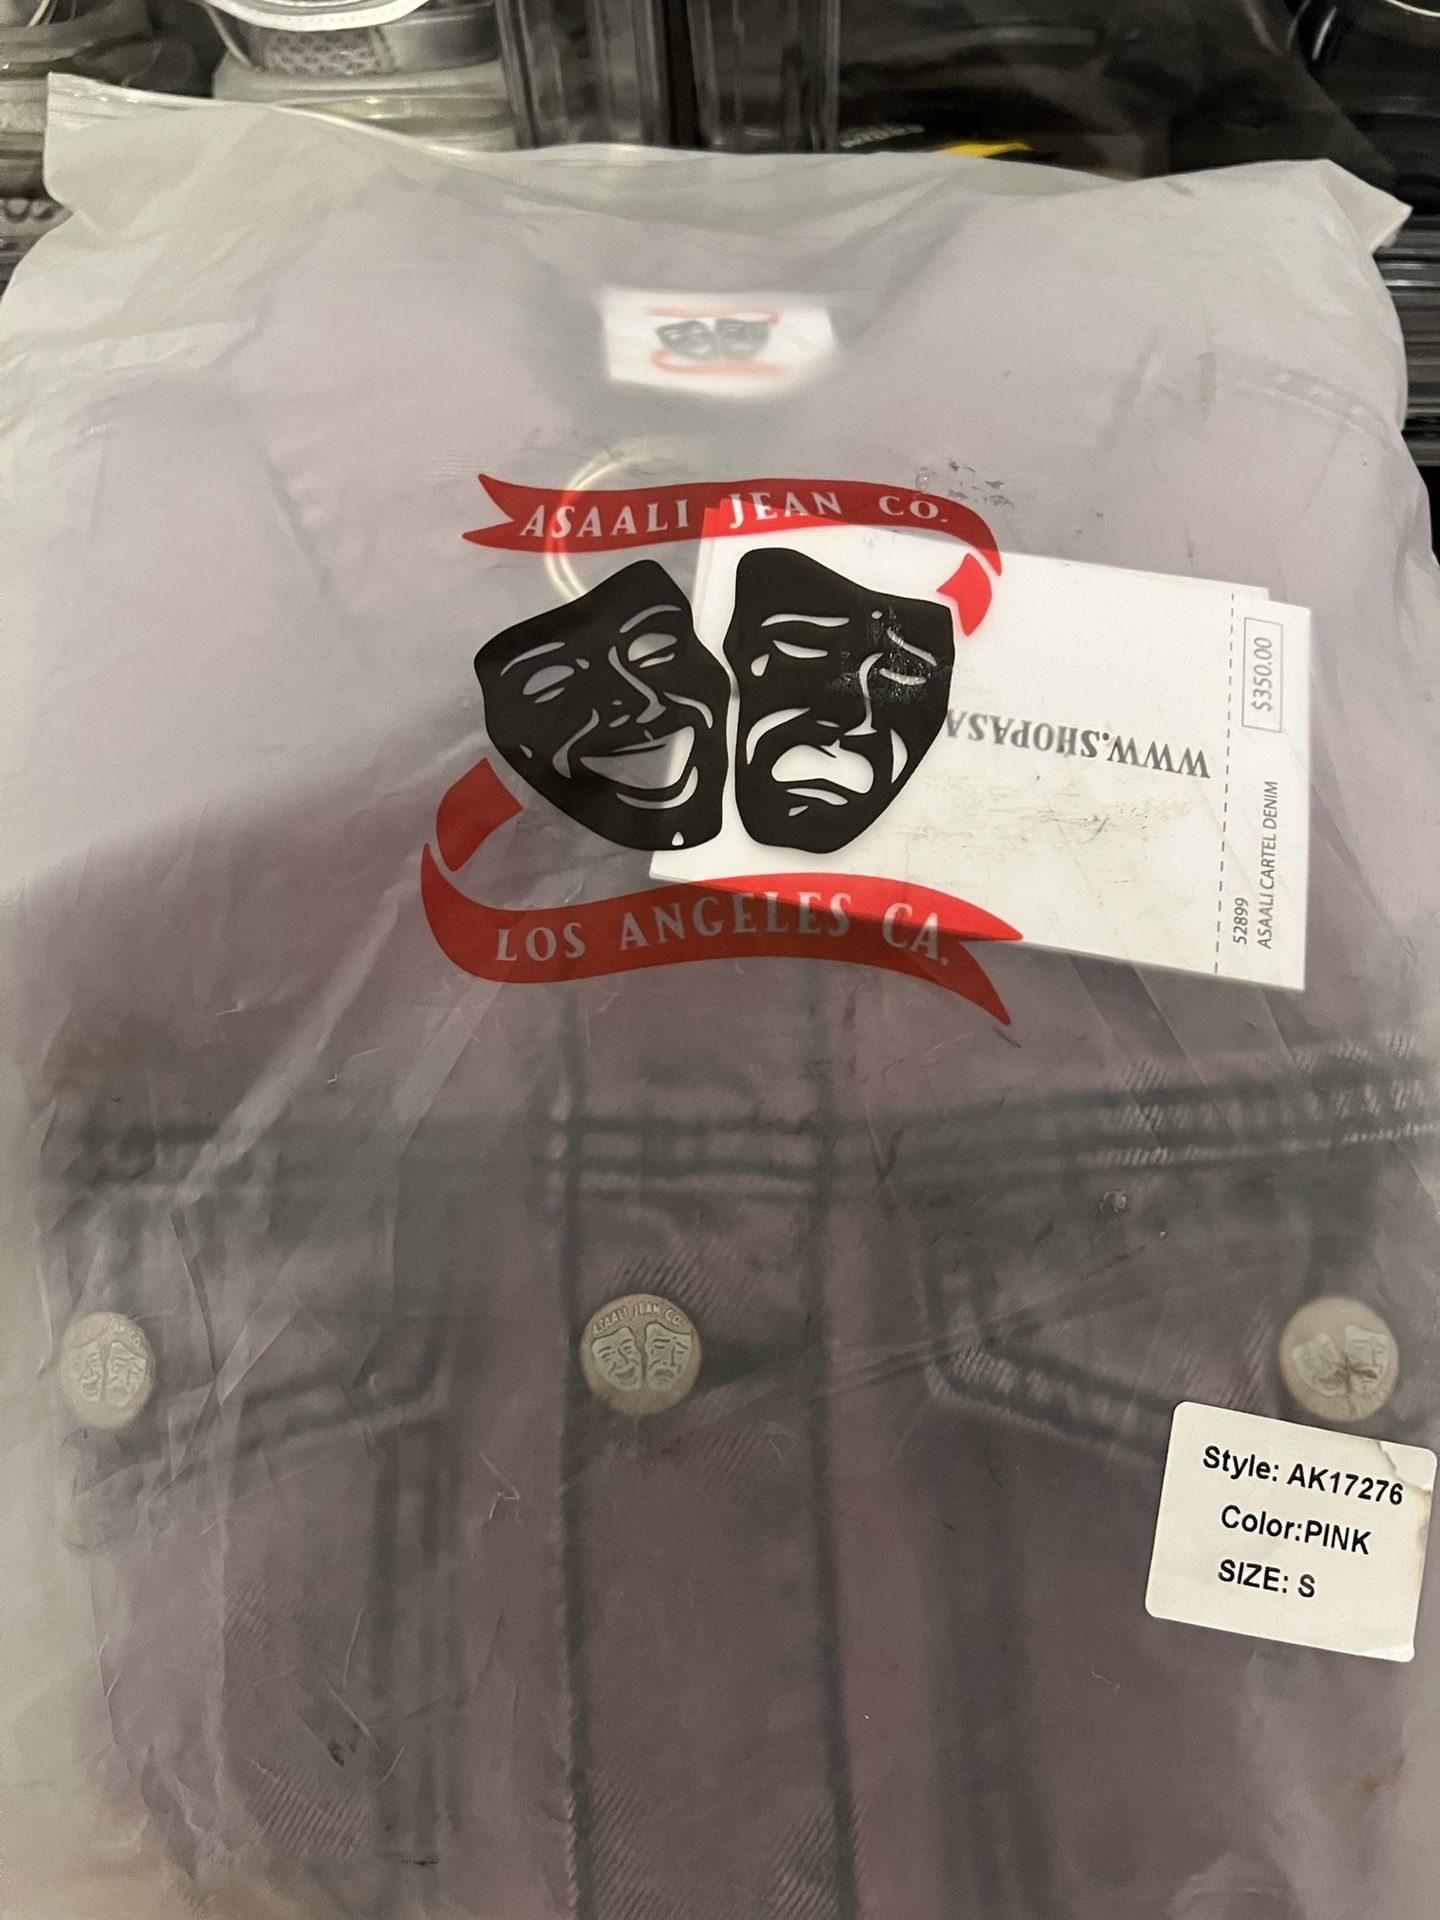 ASAALI JEAN CO.
LOS ANGELES CA.
$350.00
WWW.SHOPASA
52899
ASAALI CARTEL DENIM
ASAALI JEAN CO.
Style: AK17276
Color:PINK
SIZE: S